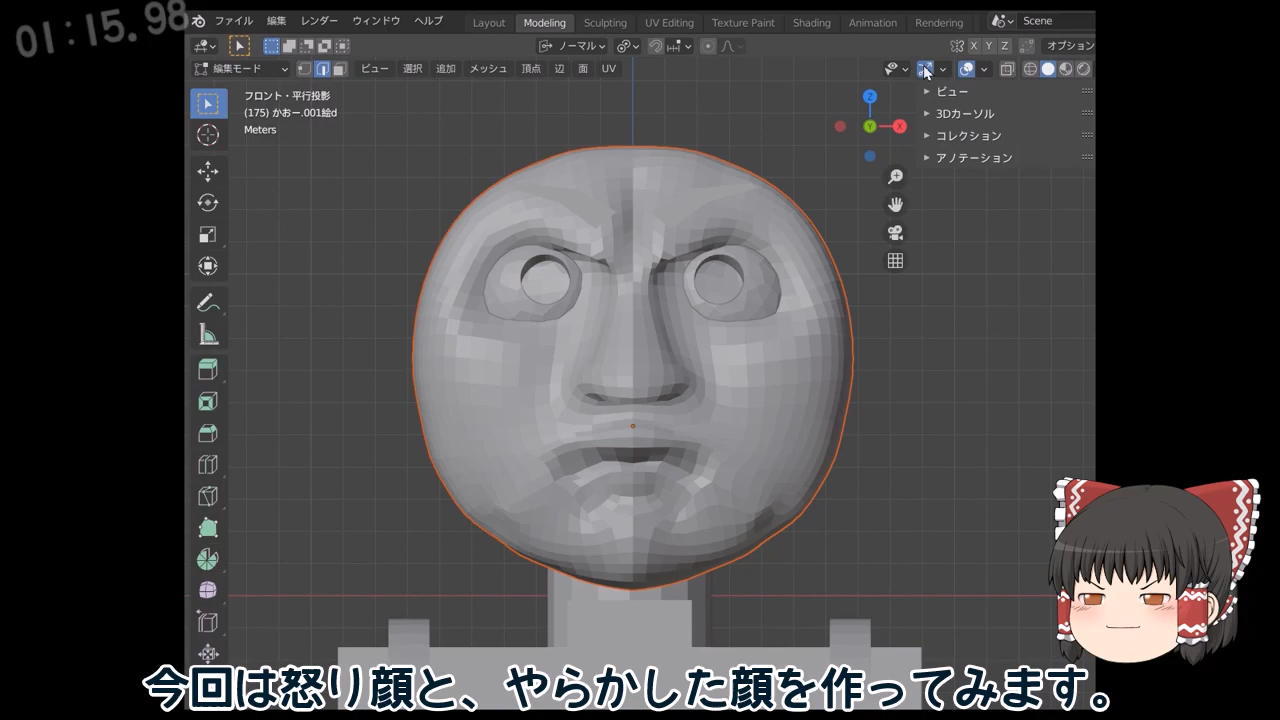 01:15.98
ファイル 編集 レンダー ウィンドウ ヘルプ Layout Modeling Sculpting UV Editing Texture Paint Shading Animation Rendering Scene
ノーマル X Y Z オプション
編集モード ビュー 選択 追加 メッシュ 頂点 辺 面 UV
フロント・平行投影
(175) かおー.001絵d
Meters
Z
Y
X
ビュー
3Dカーソル
コレクション
アノテーション
今回は怒り顔と、やらかした顔を作ってみます。